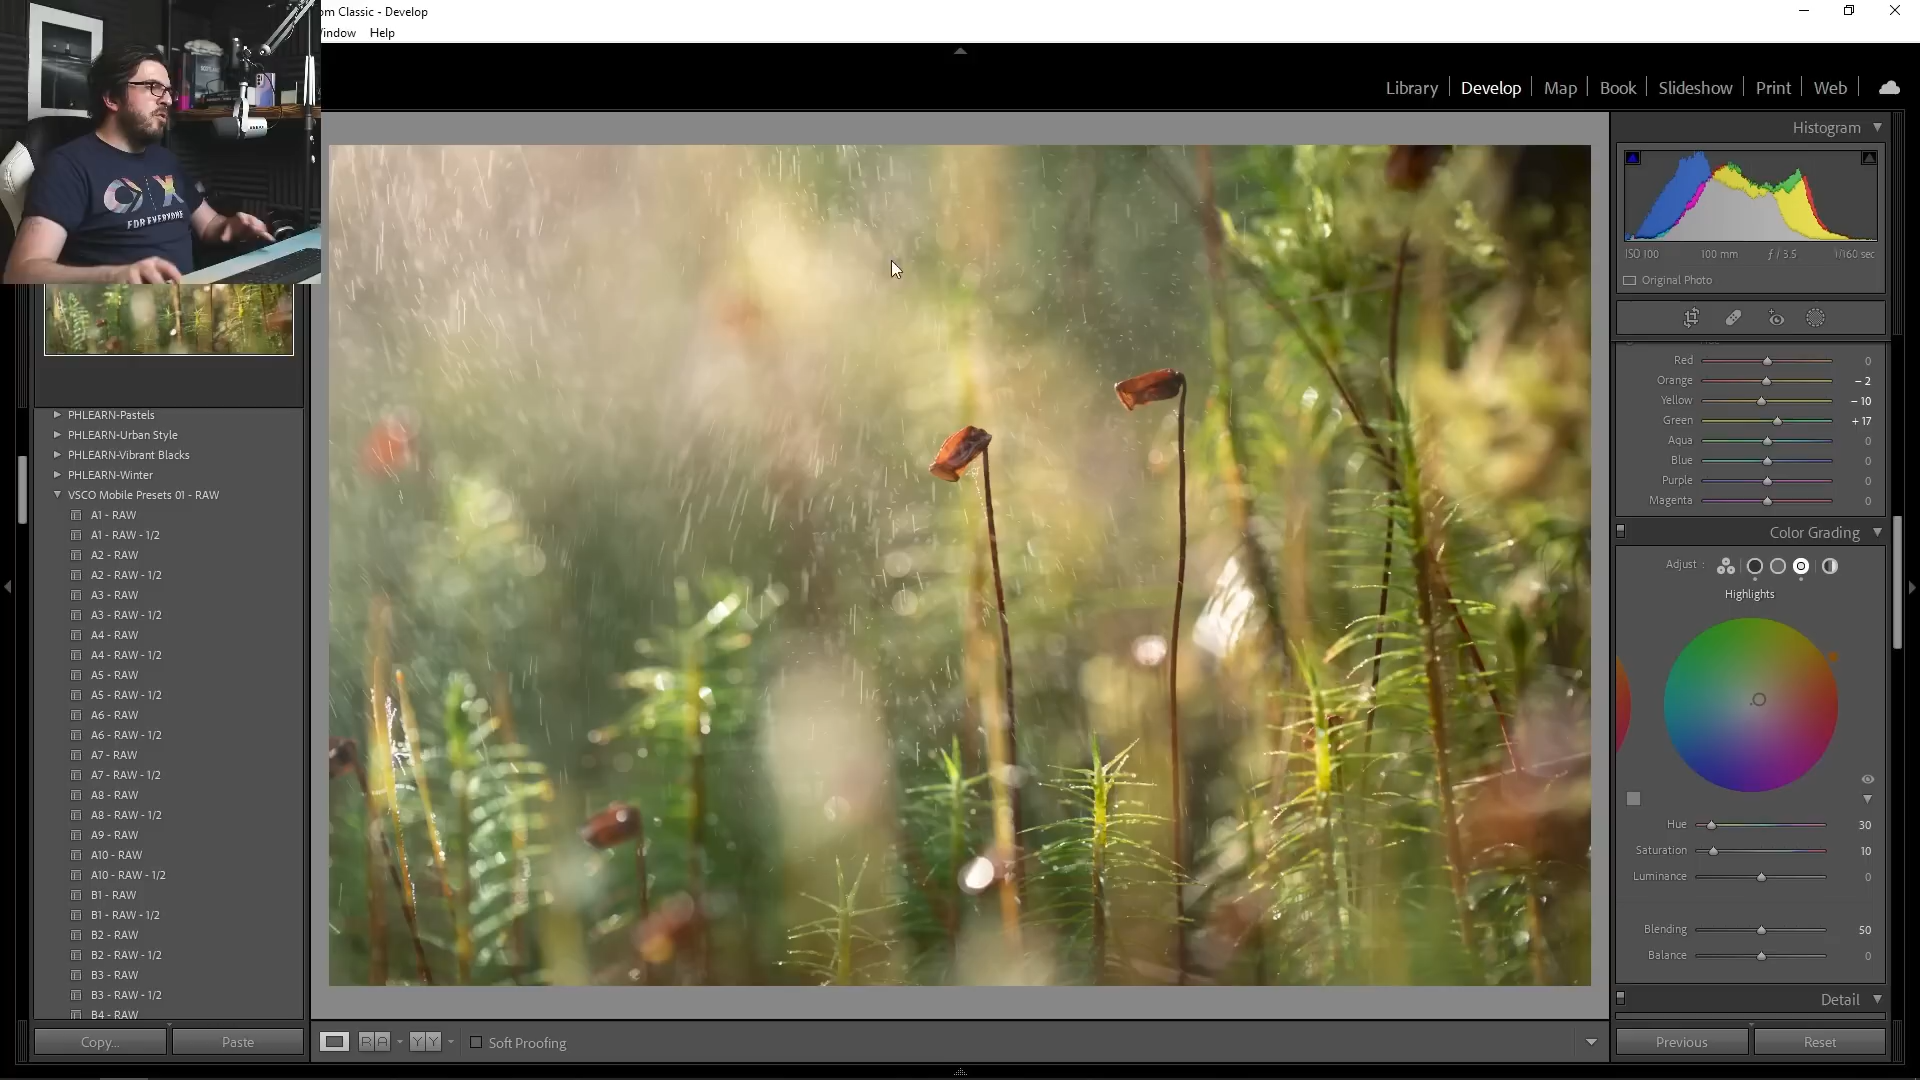 om Classic - Develop
Window Help
FOR EVERYONE
Library Develop Map Book Slideshow Print Web
Histogram
ISO 100 100 mm ƒ / 3.5 1/160 sec
Original Photo
Red 0
Orange – 2
Yellow – 10
Green + 17
Aqua 0
Blue 0
Purple 0
Magenta 0
Color Grading
Adjust :
Highlights
Hue 30
Saturation 10
Luminance 0
Blending 50
Balance 0
Detail
Previous Reset
PHLEARN-Pastels
PHLEARN-Urban Style
PHLEARN-Vibrant Blacks
PHLEARN-Winter
VSCO Mobile Presets 01 - RAW
A1 - RAW
A1 - RAW - 1/2
A2 - RAW
A2 - RAW - 1/2
A3 - RAW
A3 - RAW - 1/2
A4 - RAW
A4 - RAW - 1/2
A5 - RAW
A5 - RAW - 1/2
A6 - RAW
A6 - RAW - 1/2
A7 - RAW
A7 - RAW - 1/2
A8 - RAW
A8 - RAW - 1/2
A9 - RAW
A10 - RAW
A10 - RAW - 1/2
B1 - RAW
B1 - RAW - 1/2
B2 - RAW
B2 - RAW - 1/2
B3 - RAW
B3 - RAW - 1/2
B4 - RAW
Copy... Paste
R A Y Y Soft Proofing